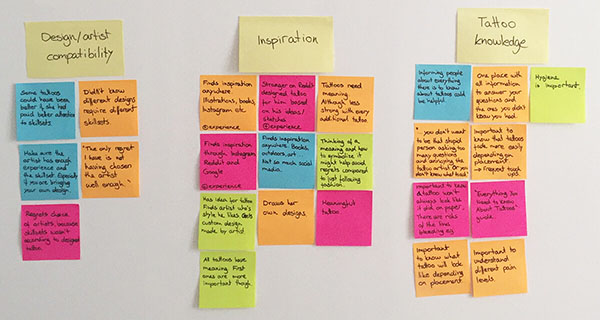 Design/artist
compatibility
Some tattoos
could have been
better if she had
paid better attention
to skillsets.
Didn't know
different designs
require different
skillsets.
Make sure the
artist has enough
experience and
the skillset. Especially
if you are bringing
your own design.
"The only regret
I have is not
having chosen
the artist
well enough."
Regrets choice
of artists, because
skillsets wasn't
according to designed
tattoo.
Inspiration
Finds inspiration
anywhere.
Illustrations, books,
Instagram etc.
@experience
Stranger on Reddit
designed tattoo
for him based
on his ideas/
sketches
@experience
Tattoos need
meaning.
Although less
strong with every
additional tattoo.
Finds inspiration
through Instagram,
Reddit and
Google
@experience
Finds inspiration
anywhere. Books,
outdoors, art..
Not so much social
media.
Thinking of a
meaning and how
to symbolize it
might help avoid
regrets compared
to just following
fashion.
Has idea for tattoo
Finds artist who's
style he likes. Gets
custom design
made by artist
Draws her
own designs.
Meaningful
tattoo
All tattoos have
meaning. First
ones are more
important though.
Tattoo
knowledge
Informing people
about everything
there is to know
about tattoos could
be helpful.
One place with
all information
to answer your
questions and
the ones you didn't
know you had.
Hygiene
is important.
"..you don't want
to be that stupid
person asking too
many questions
and annoying the
tattoo artist. Or you
don't know what to ask."
Important to
know that tattoos
fade more easily
depending on
placement.
→ Frequent touch
ups!
Important to know
a tattoo won't
always look like
it did on paper.
There are risks
of the lines
bleeding eg.
"Everything You
Need to Know
About Tattoos"
guide.
Important
to know what
tattoo will look
like depending on
placement
Important to
understand
different pain
levels.